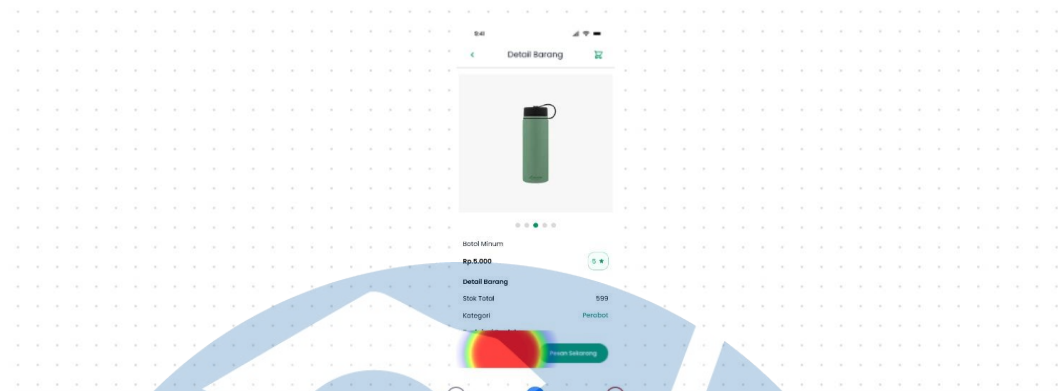 9:41
Detail Barang
Botol Minum
Rp.5.000
5 ★
Detail Barang
Stok Total 599
Kategori Perabot
Pesan Sekarang